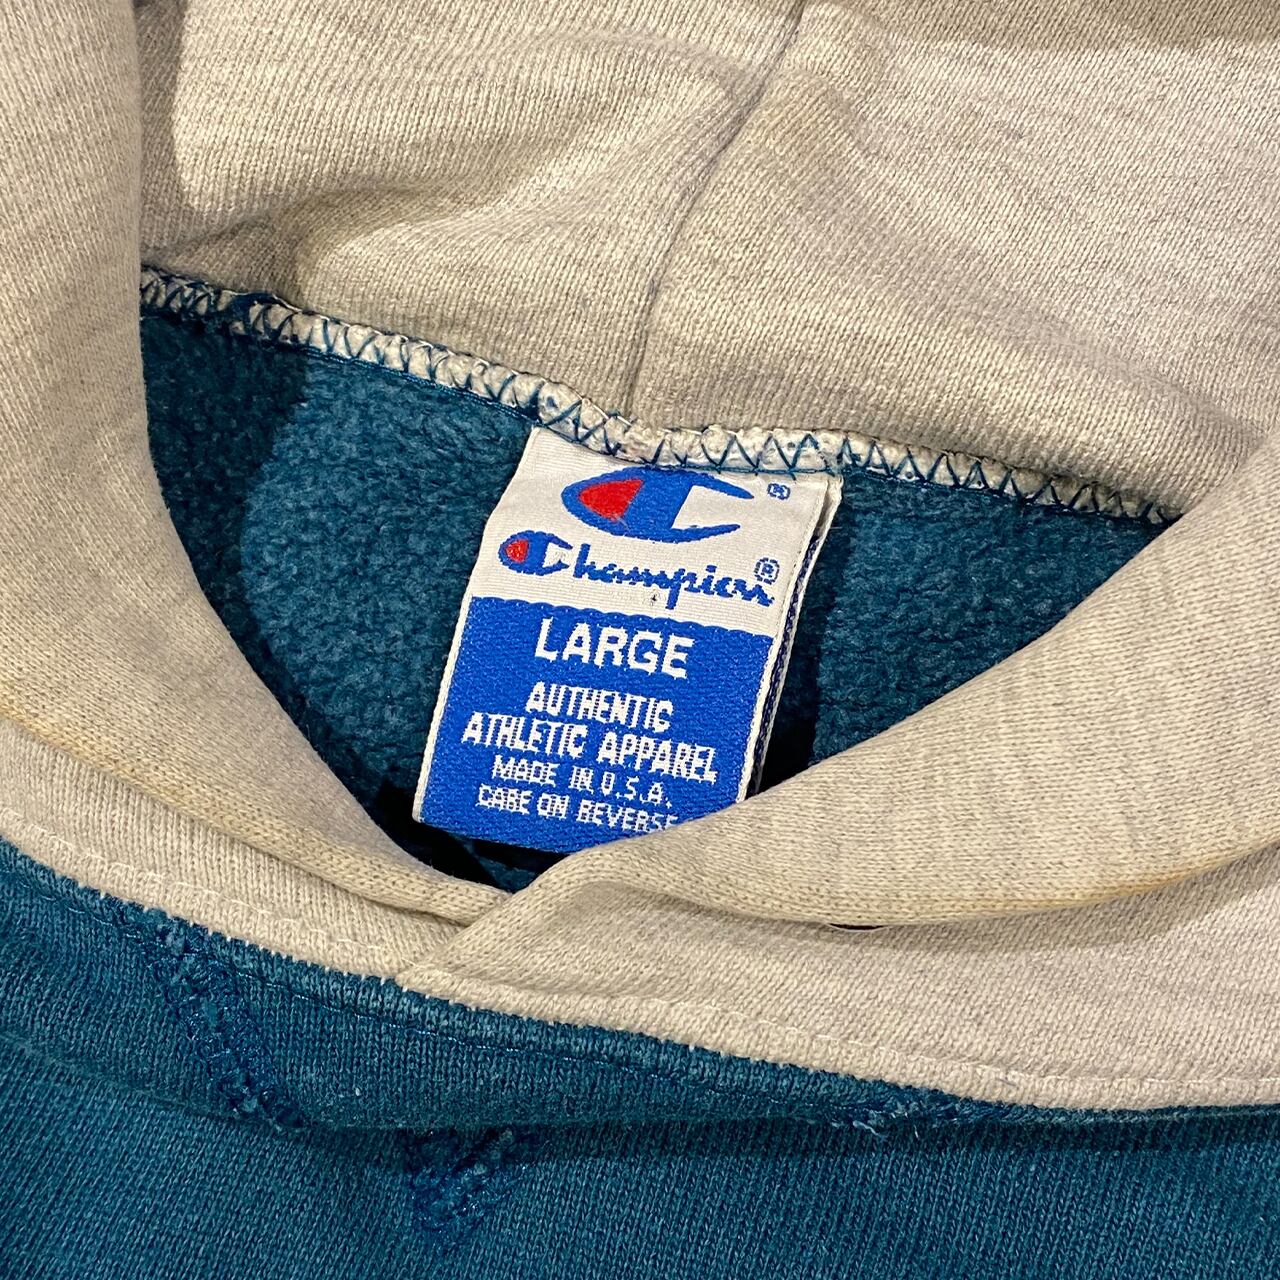 ®
Champion®
LARGE
AUTHENTIC
ATHLETIC APPAREL
MADE IN U.S.A.
CARE ON REVERSE